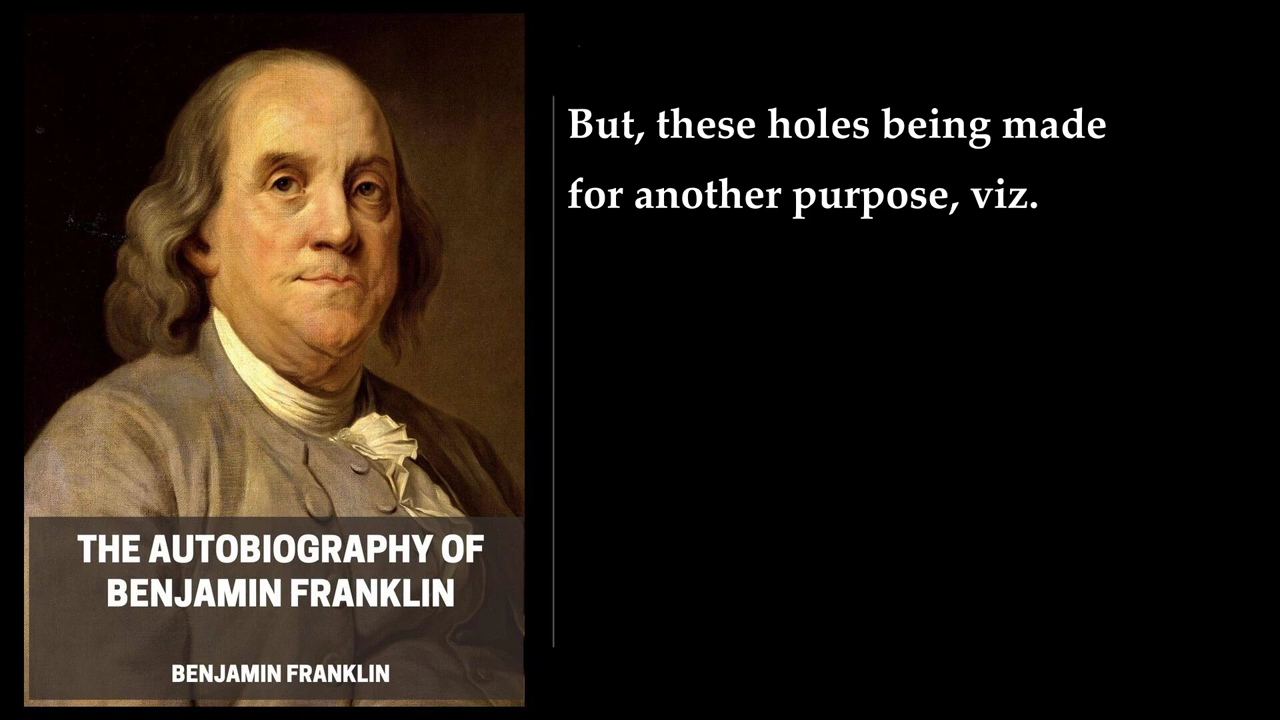 But, these holes being made
for another purpose, viz.
THE AUTOBIOGRAPHY OF
BENJAMIN FRANKLIN
BENJAMIN FRANKLIN